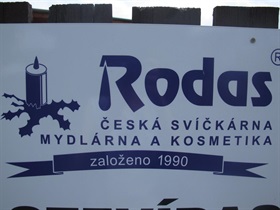 Rodas ®
ČESKÁ SVÍČKÁRNA
MYDLÁRNA A KOSMETIKA
založeno 1990